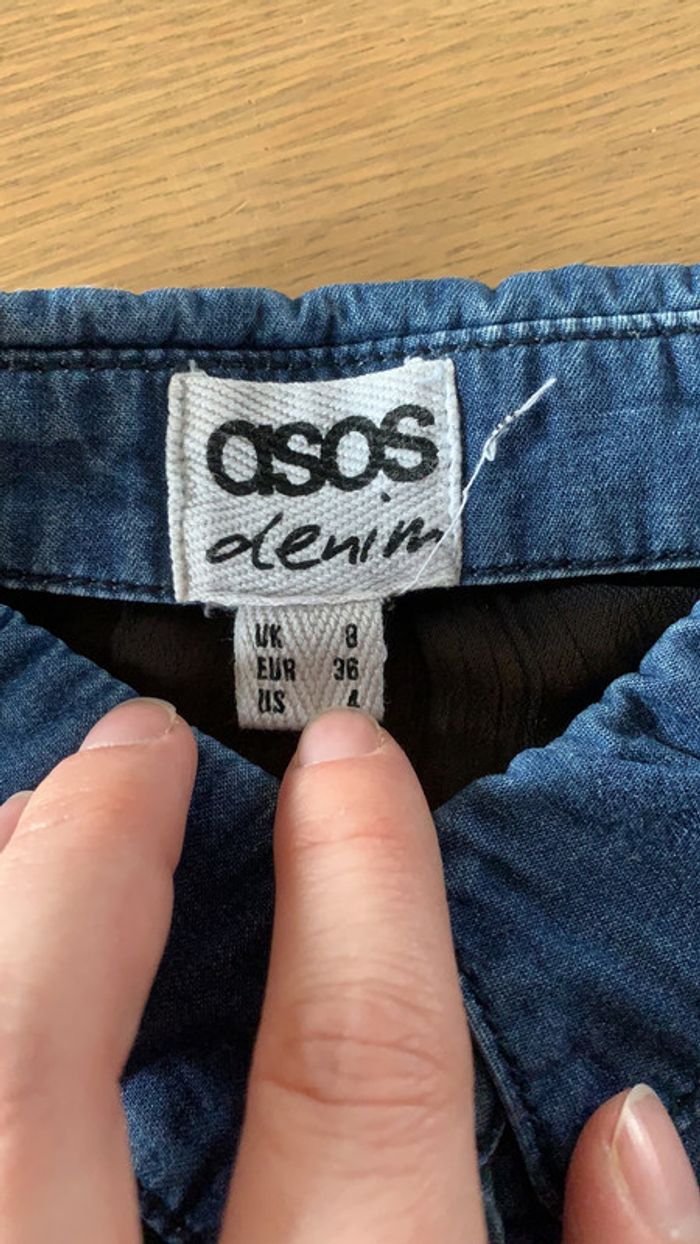 asos
denim
UK 8
EUR 36
US 4